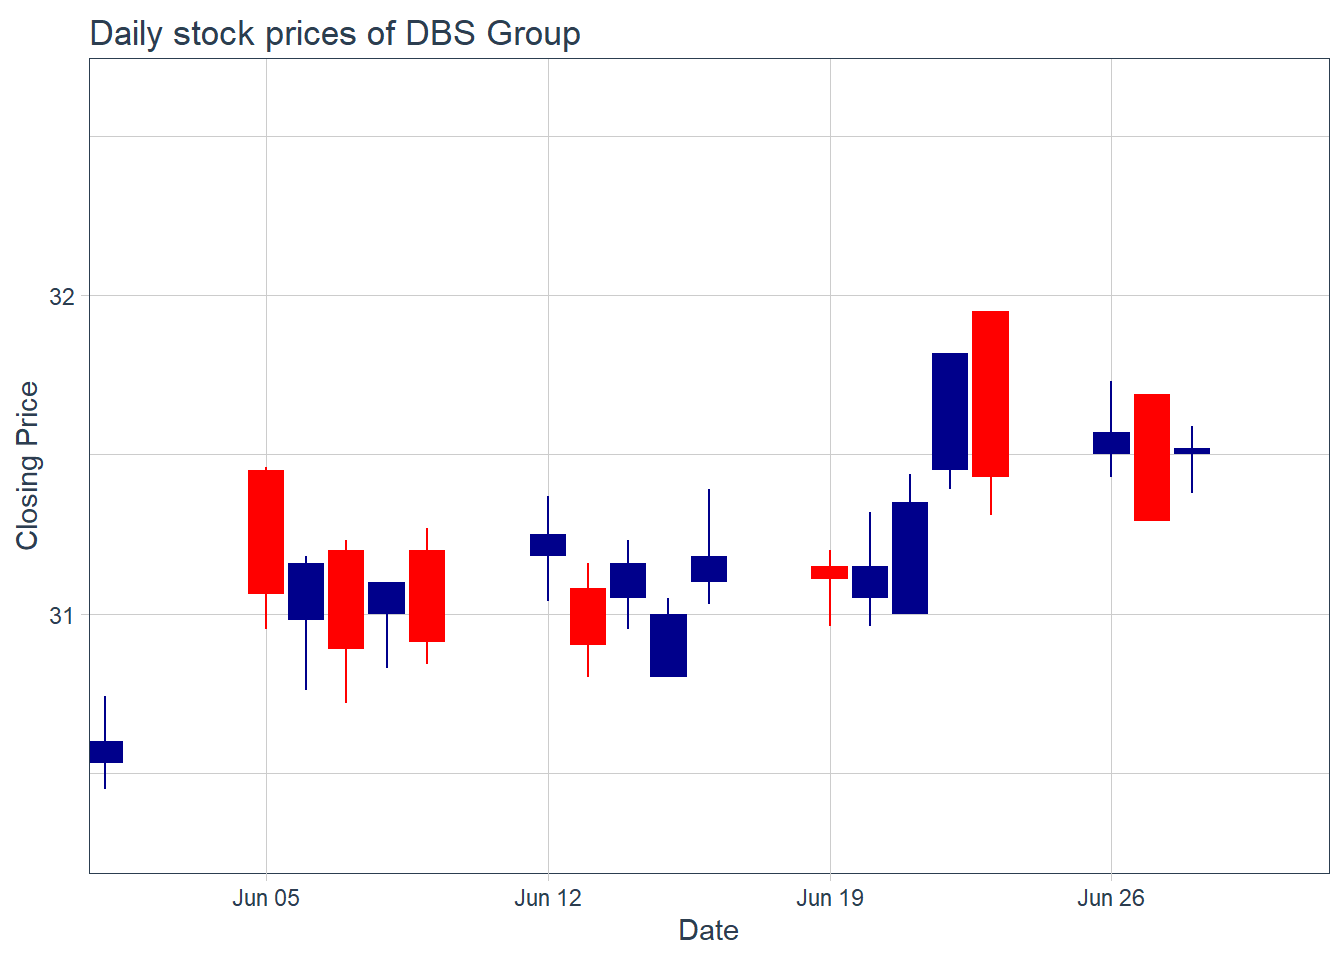 Daily stock prices of DBS Group
32
31
Closing Price
Jun 05
Jun 12
Jun 19
Jun 26
Date